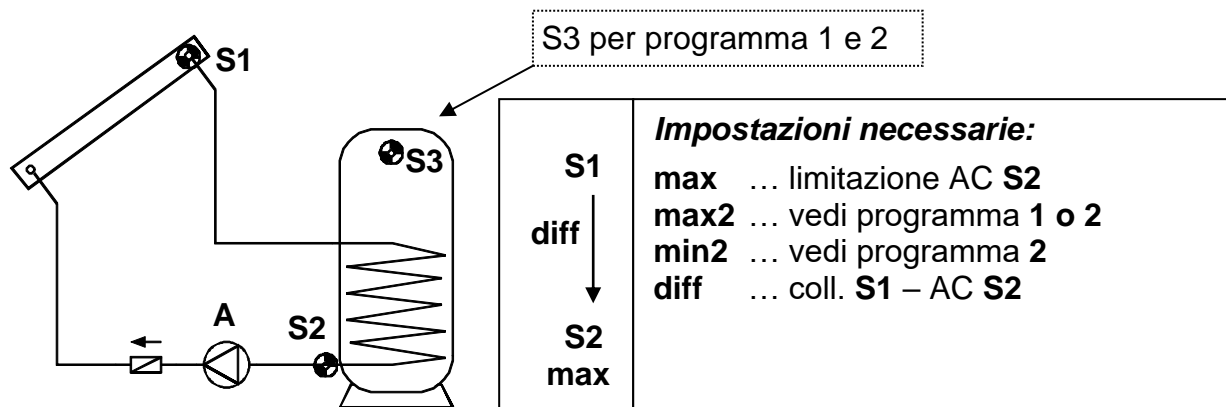 S3 per programma 1 e 2
S1
S3
A
S2
S1
diff
S2
max
Impostazioni necessarie:
max … limitazione AC S2
max2 … vedi programma 1 o 2
min2 … vedi programma 2
diff … coll. S1 – AC S2